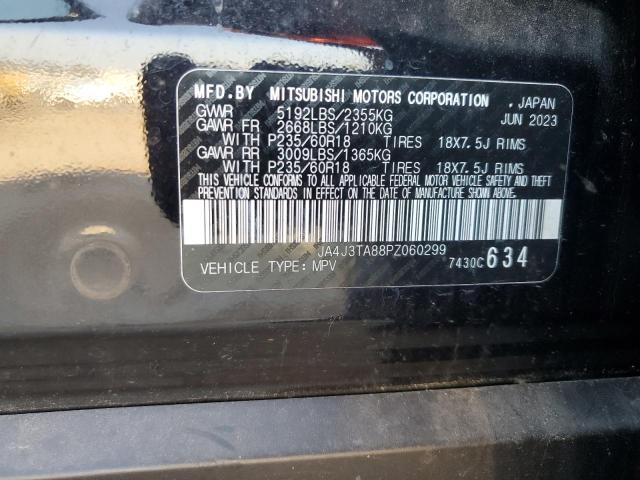 MFD.BY MITSUBISHI MOTORS CORPORATION . JAPAN
GVWR 5192LBS/2355KG JUN 2023
GAWR FR 2668LBS/1210KG
WITH P235/60R18 TIRES 18X7.5J RIMS
GAWR RR 3009LBS/1365KG
WITH P235/60R18 TIRES 18X7.5J RIMS
THIS VEHICLE CONFORMS TO ALL APPLICABLE FEDERAL MOTOR VEHICLE SAFETY AND THEFT
PREVENTION STANDARDS IN EFFECT ON THE DATE OF MANUFACTURE SHOWN ABOVE.
JA4J3TA88PZ060299
VEHICLE TYPE: MPV 7430C 634